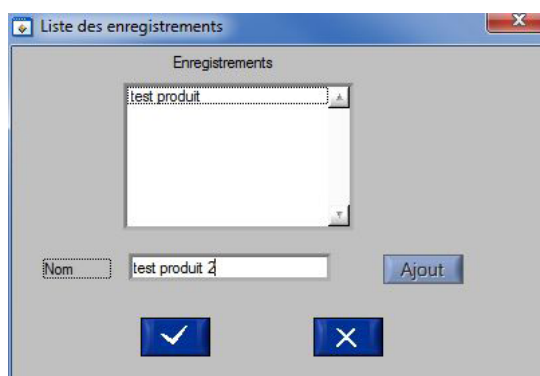 Liste des enregistrements
Enregistrements
test produit
Nom
test produit 2
Ajout